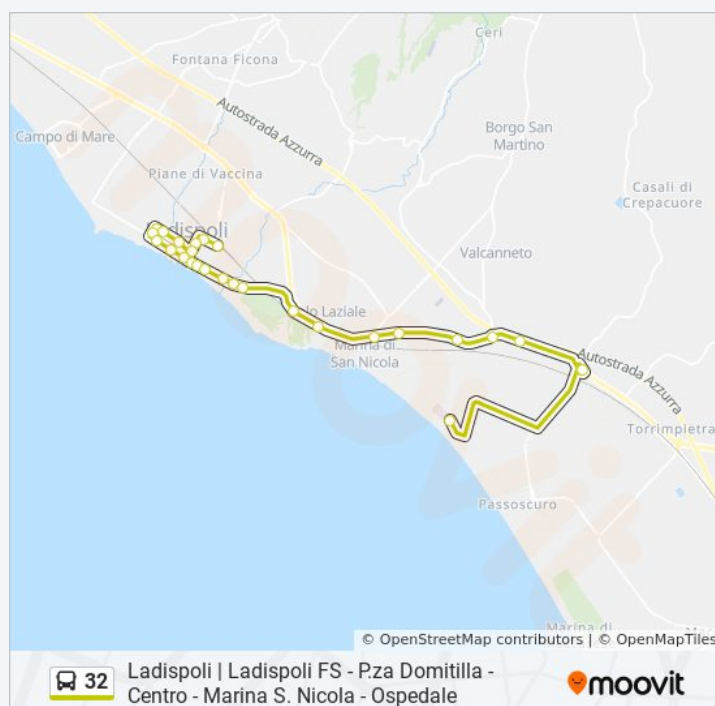 Ceri
Fontana Ficona
Autostrada Azzurra
Campo di Mare
Borgo San
Martino
Piane di Vaccina
Casali di
Crepacuore
Ladispoli
Valcanneto
Laziale
Marina di
San Nicola
Autostrada Azzurra
Torrimpietra
Passoscuro
Marina di
© OpenStreetMap contributors | © OpenMapTiles
32
Ladispoli | Ladispoli FS - P.za Domitilla -
Centro - Marina S. Nicola - Ospedale
moovit